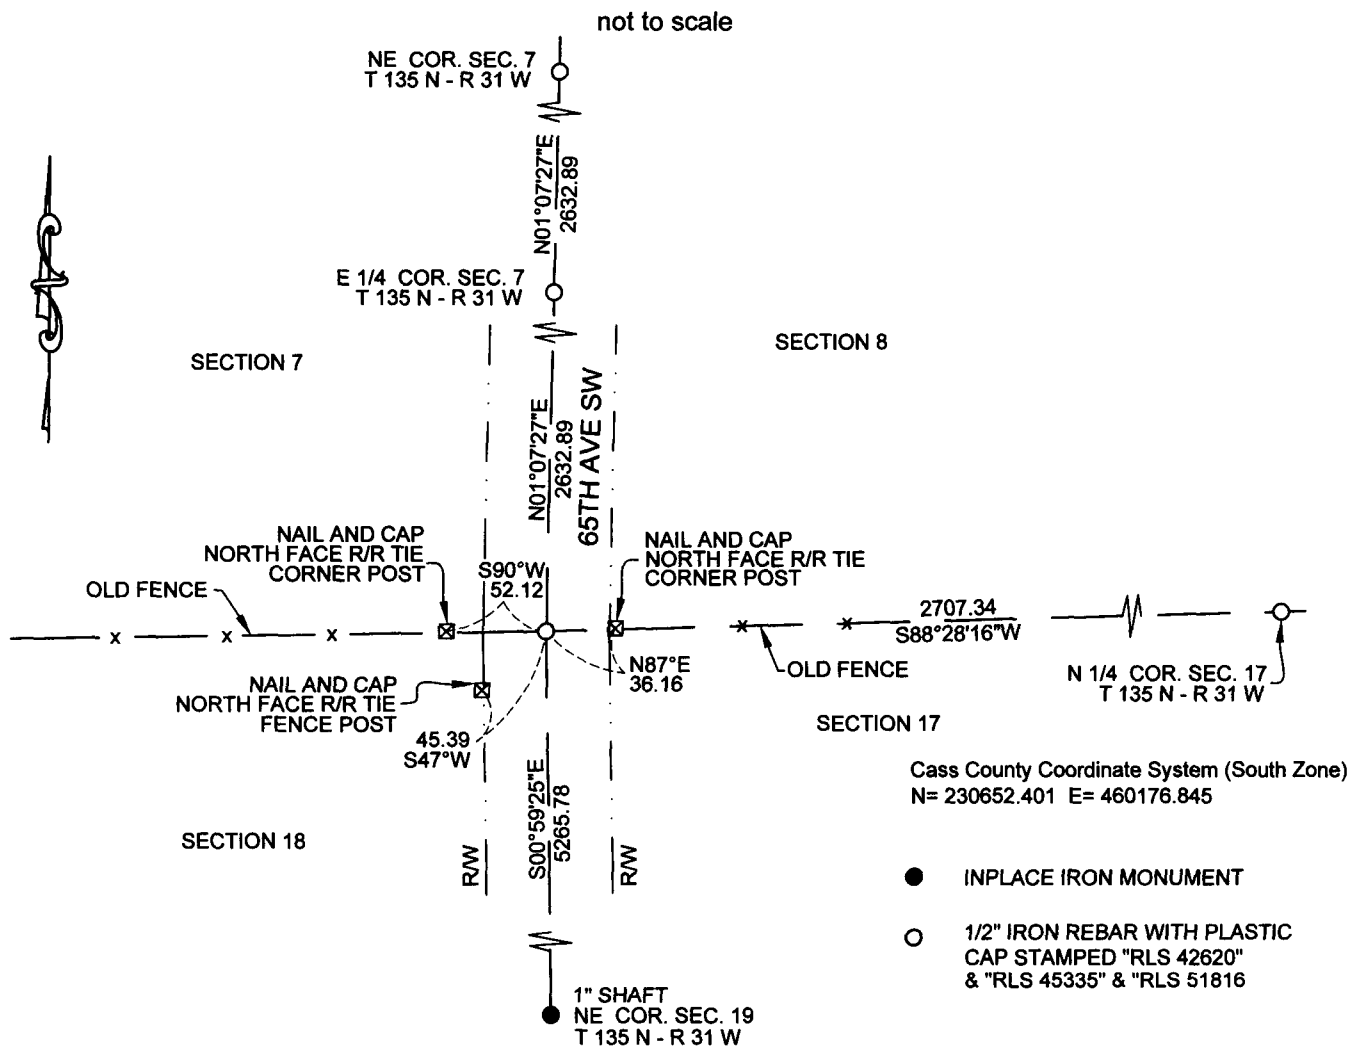 not to scale
NE COR. SEC. 7
T 135 N - R 31 W
N01°07'27"E
2632.89
E 1/4 COR. SEC. 7
T 135 N - R 31 W
SECTION 7
SECTION 8
N01°07'27"E
2632.89
65TH AVE SW
NAIL AND CAP
NORTH FACE R/R TIE
CORNER POST
S90°W
52.12
NAIL AND CAP
NORTH FACE R/R TIE
CORNER POST
OLD FENCE
2707.34
S88°28'16"W
x x x
x x
N87°E
36.16
OLD FENCE
N 1/4 COR. SEC. 17
T 135 N - R 31 W
NAIL AND CAP
NORTH FACE R/R TIE
FENCE POST
45.39
S47°W
SECTION 17
Cass County Coordinate System (South Zone)
N= 230652.401 E= 460176.845
SECTION 18
R/W
S00°59'25"E
5265.78
R/W
INPLACE IRON MONUMENT
1/2" IRON REBAR WITH PLASTIC
CAP STAMPED "RLS 42620"
& "RLS 45335" & "RLS 51816
1" SHAFT
NE COR. SEC. 19
T 135 N - R 31 W